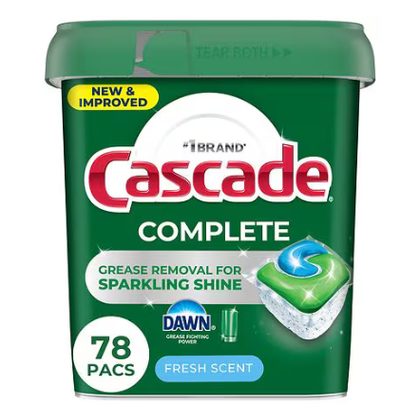 TEAR BOTH ▶▶
NEW &
IMPROVED
#1 BRAND*
Cascade®
COMPLETE
GREASE REMOVAL FOR
SPARKLING SHINE
DAWN®
GREASE FIGHTING
POWER
78
PACS
FRESH SCENT